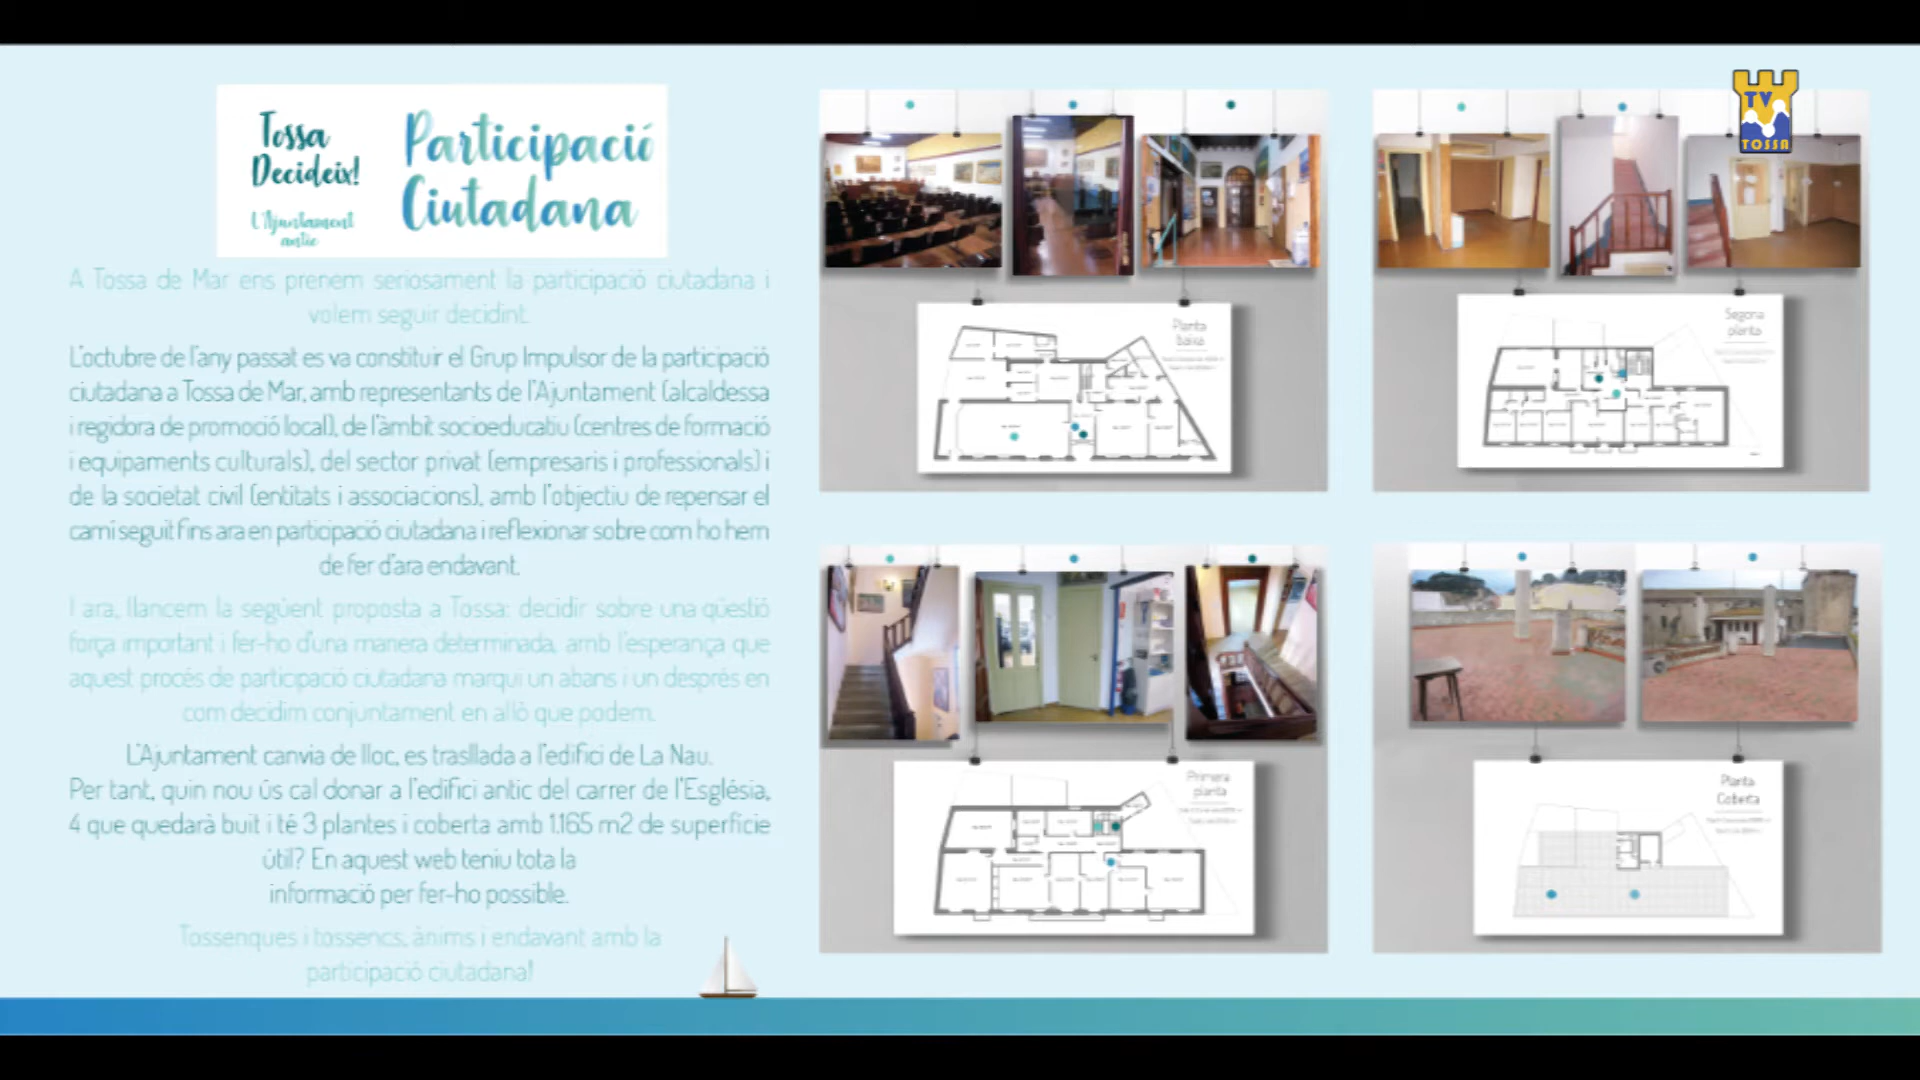 Tossa
Decideix!
L'Ajuntament
antic
Participació
Ciutadana
A Tossa de Mar ens prenem seriosament la participació ciutadana i
volem seguir decidint.
L'octubre de l'any passat es va constituir el Grup Impulsor de la participació
ciutadana a Tossa de Mar, amb representants de l'Ajuntament (alcaldessa
i regidora de promoció local), de l'àmbit socioeducatiu (centres de formació
i equipaments culturals), del sector privat (empresaris i professionals) i
de la societat civil (entitats i associacions), amb l'objectiu de repensar el
camí seguit fins ara en participació ciutadana i reflexionar sobre com ho hem
de fer d'ara endavant.
I ara, llancem la següent proposta a Tossa: decidir sobre una qüestió
força important i fer-ho d'una manera determinada, amb l'esperança que
aquest procés de participació ciutadana marqui un abans i un després en
com decidim conjuntament en allò que podem.
L'Ajuntament canvia de lloc, es trasllada a l'edifici de La Nau.
Per tant, quin nou ús cal donar a l'edifici antic del carrer de l'Església,
4 que quedarà buit i té 3 plantes i coberta amb 1.165 m2 de superfície
útil? En aquest web teniu tota la
informació per fer-ho possible.
Tossenques i tossencs, ànims i endavant amb la
participació ciutadana!
Planta
baixa
Segona
planta
Primera
planta
Planta
Coberta
TV
TOSSA